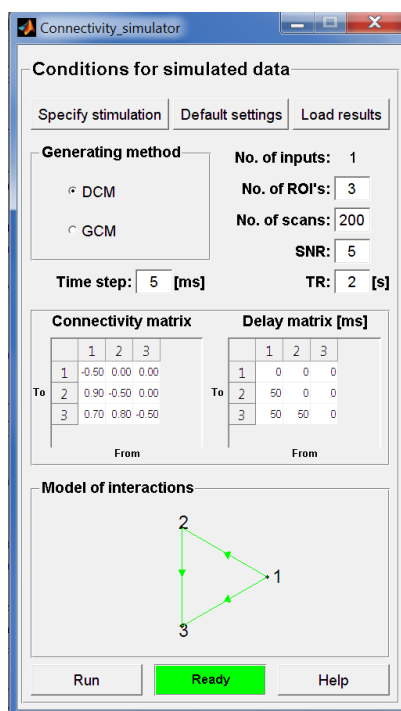 Connectivity_simulator
Conditions for simulated data
Specify stimulation Default settings Load results
Generating method
DCM
GCM
No. of inputs: 1
No. of ROI's: 3
No. of scans: 200
SNR: 5
Time step: 5 [ms] TR: 2 [s]
Connectivity matrix
1 2 3
1 -0.50 0.00 0.00
To 2 0.90 -0.50 0.00
3 0.70 0.80 -0.50
From
Delay matrix [ms]
1 2 3
1 0 0 0
To 2 50 0 0
3 50 50 0
From
Model of interactions
2
1
3
Run Ready Help